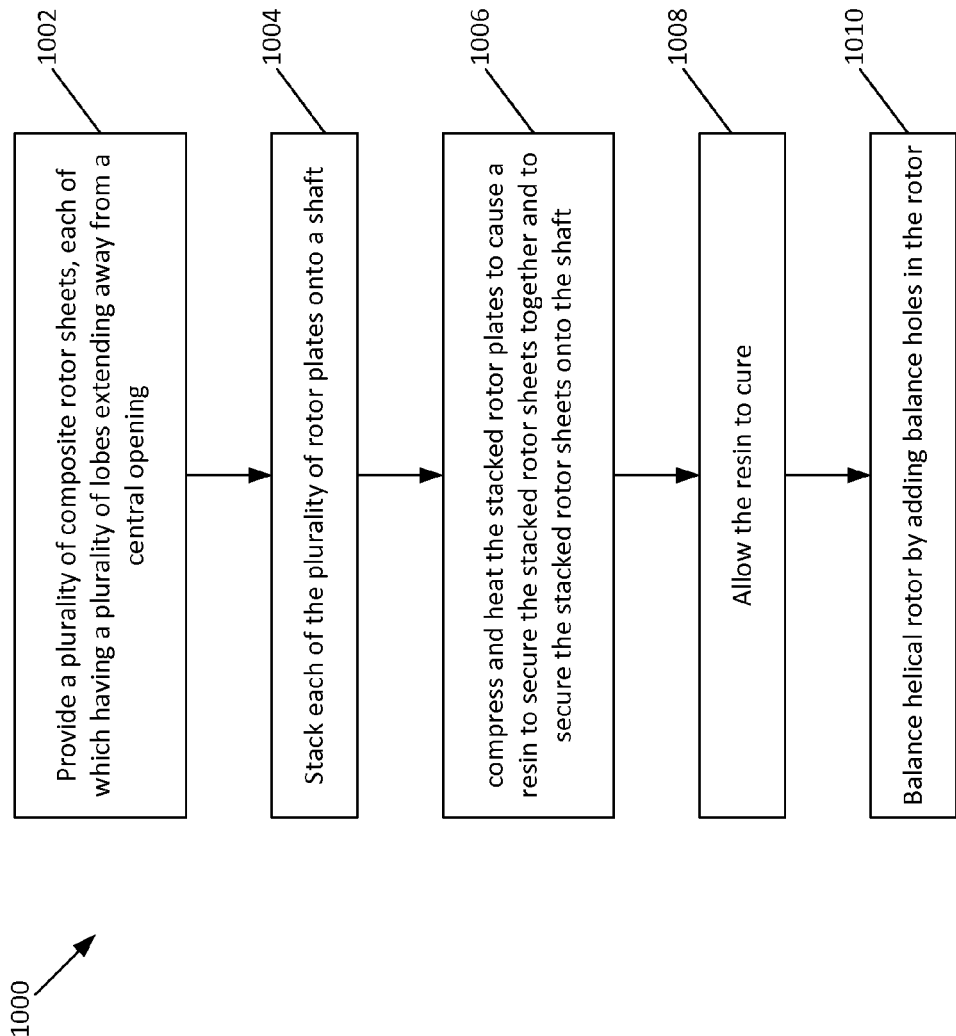 1000
1002
Provide a plurality of composite rotor sheets, each of
which having a plurality of lobes extending away from a
central opening
1004
Stack each of the plurality of rotor plates onto a shaft
1006
compress and heat the stacked rotor plates to cause a
resin to secure the stacked rotor sheets together and to
secure the stacked rotor sheets onto the shaft
1008
Allow the resin to cure
1010
Balance helical rotor by adding balance holes in the rotor